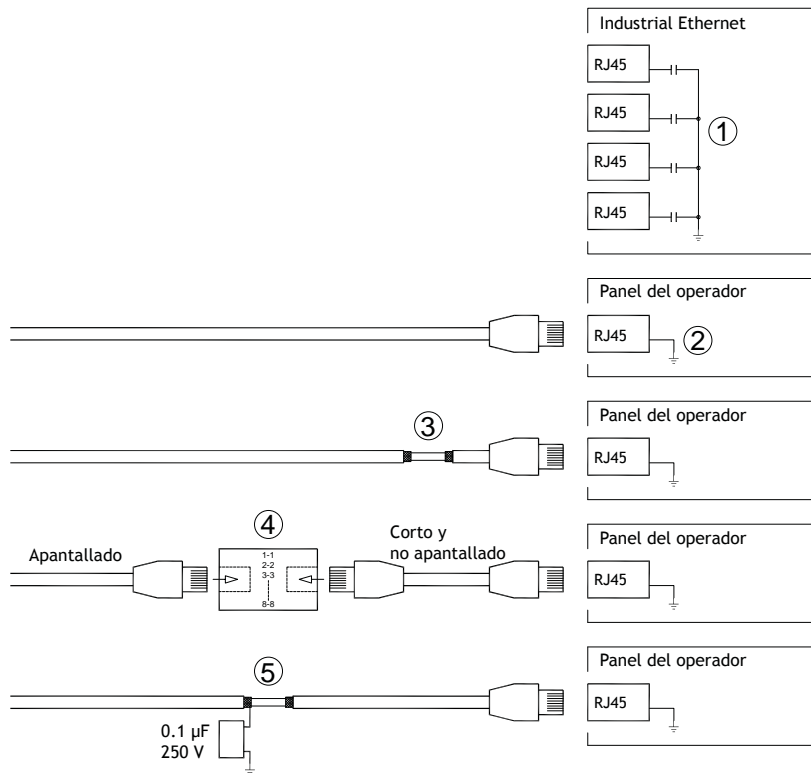 Industrial Ethernet
RJ45
RJ45
1
RJ45
RJ45
Panel del operador
RJ45
2
Panel del operador
3
RJ45
Panel del operador
4
Apantallado
1-1
2-2
3-3
8-8
Corto y
no apantallado
RJ45
Panel del operador
5
RJ45
0.1 µF
250 V